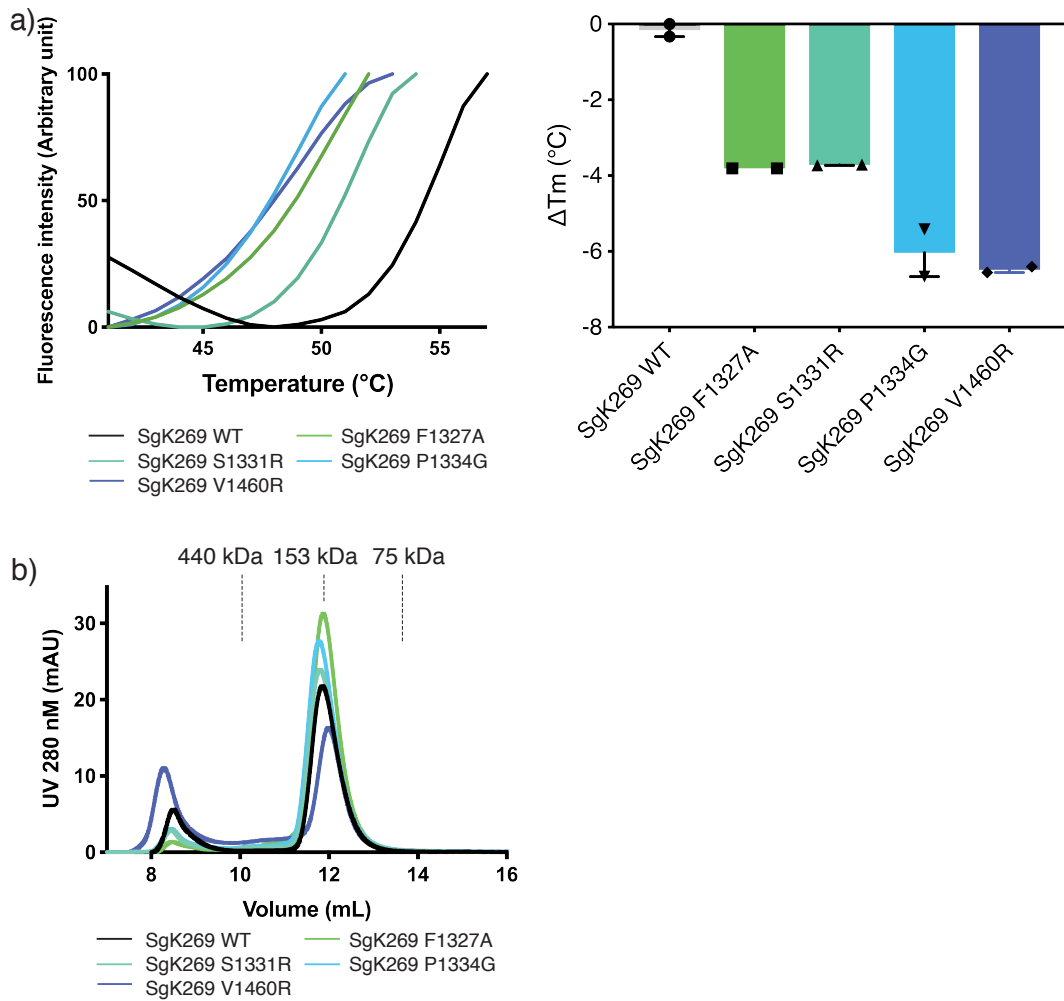 a)
Fluorescence intensity (Arbitrary unit)
100
50
0
45
50
55
Temperature (°C)
SgK269 WT
SgK269 F1327A
SgK269 S1331R
SgK269 P1334G
SgK269 V1460R
ΔTm (°C)
0
-2
-4
-6
-8
SgK269 WT
SgK269 F1327A
SgK269 S1331R
SgK269 P1334G
SgK269 V1460R
b)
440 kDa
153 kDa
75 kDa
UV 280 nM (mAU)
30
20
10
0
8
10
12
14
16
Volume (mL)
SgK269 WT
SgK269 F1327A
SgK269 S1331R
SgK269 P1334G
SgK269 V1460R